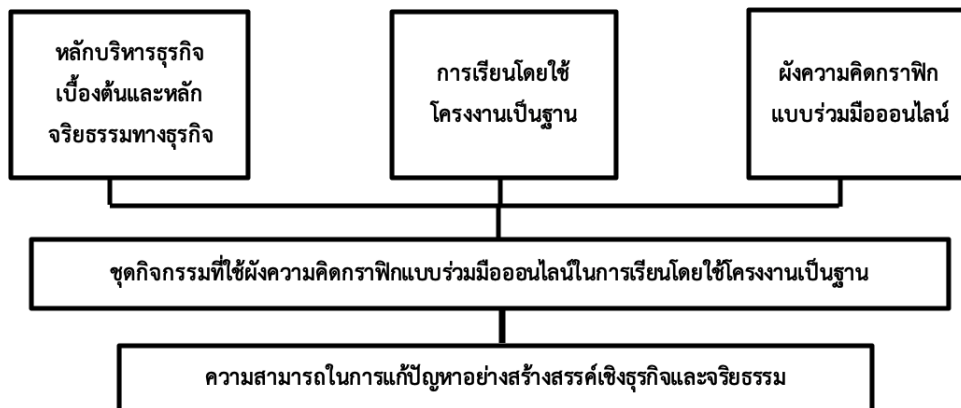 หลักบริหารธุรกิจ
เบื้องต้นและหลัก
จริยธรรมทางธุรกิจ
การเรียนโดยใช้
โครงงานเป็นฐาน
ผังความคิดกราฟิก
แบบร่วมมือออนไลน์
ชุดกิจกรรมที่ใช้ผังความคิดกราฟิกแบบร่วมมือออนไลน์ในการเรียนโดยใช้โครงงานเป็นฐาน
ความสามารถในการแก้ปัญหาอย่างสร้างสรรค์เชิงธุรกิจและจริยธรรม